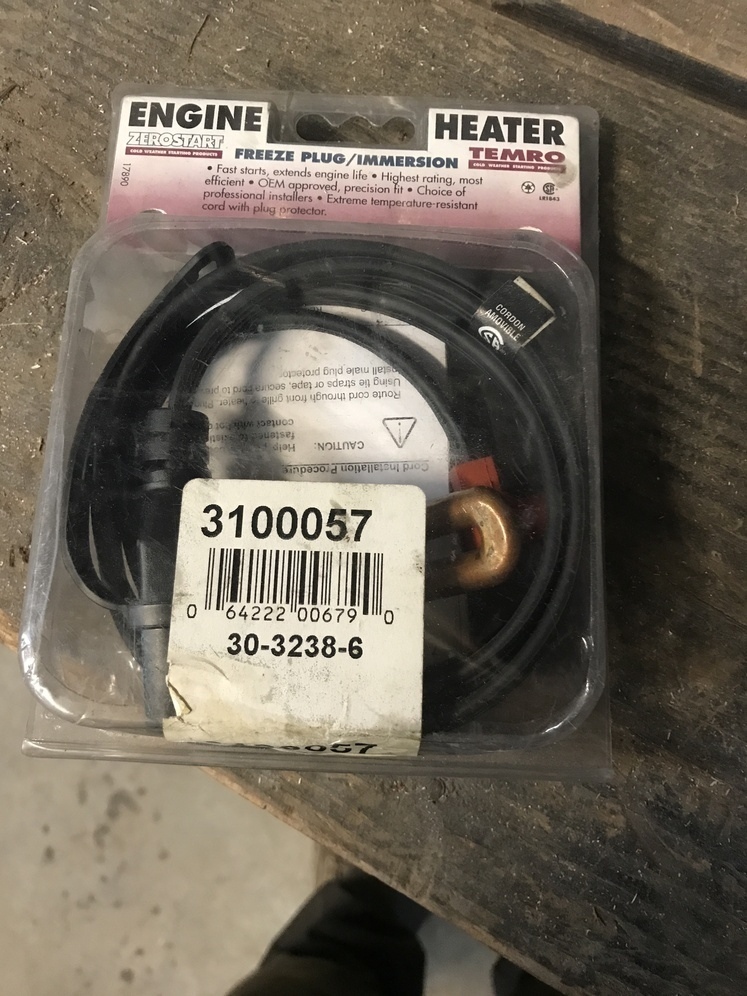 ENGINE
HEATER
ZEROSTART
COLD WEATHER STARTING PRODUCTS
TEMRO
COLD WEATHER STARTING PRODUCTS
FREEZE PLUG/IMMERSION
17890
• Fast starts, extends engine life • Highest rating, most
efficient • OEM approved, precision fit • Choice of
professional installers • Extreme temperature-resistant
cord with plug protector.
LR1843
CORDON
AMOVIBLE
Cord Installation Procedure
CAUTION:
Route cord through front grille
Using tie straps or tape, secure cord to
install male plug protector
3100057
0 64222 00679 0
30-3238-6